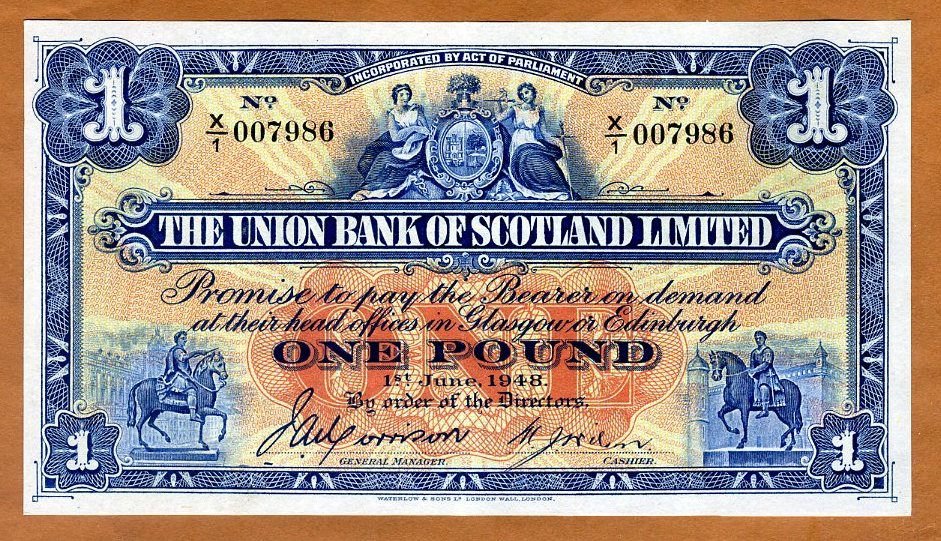 INCORPORATED BY ACT OF PARLIAMENT
1 1
Nº Nº
X/1 007986 X/1 007986
THE UNION BANK OF SCOTLAND LIMITED
Promise to pay the Bearer on demand
at their head offices in Glasgow or Edinburgh
ONE
ONE POUND
1st June, 1948.
By order of the Directors,
GENERAL MANAGER. CASHIER.
1 1
WATERLOW & SONS Lᴅ LONDON WALL, LONDON.